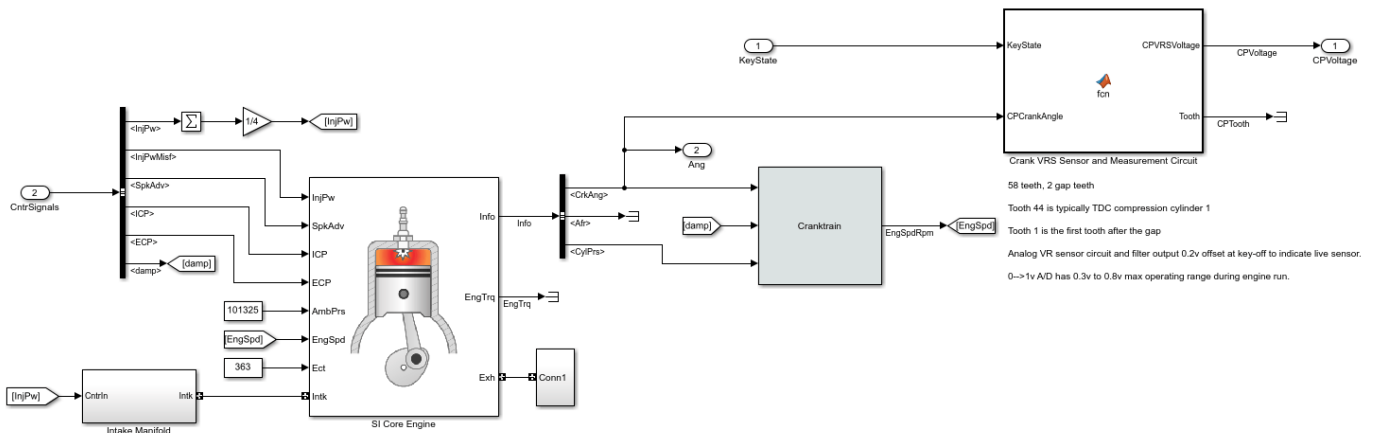 KeyState
CPVRSVoltage
CPVoltage
1
KeyState
1
CPVoltage
fcn
CPCrankAngle
Tooth
CPTooth
Crank VRS Sensor and Measurement Circuit
58 teeth, 2 gap teeth
Tooth 44 is typically TDC compression cylinder 1
Tooth 1 is the first tooth after the gap
Analog VR sensor circuit and filter output 0.2v offset at key-off to indicate live sensor.
0-->1v A/D has 0.3v to 0.8v max operating range during engine run.
<InjPw>
Σ
1/4
[InjPw]
<InjPwMisf>
<SpkAdv>
<ICP>
<ECP>
<damp>
[damp]
2
CntrSignals
InjPw
SpkAdv
ICP
ECP
AmbPrs
EngSpd
Ect
Intk
101325
[EngSpd]
363
Info
EngTrq
Exh
SI Core Engine
Info
EngTrq
Conn1
[InjPw]
CntrIn
Intk
Intake Manifold
2
Ang
<CrkAng>
<Afr>
<CylPrs>
[damp]
Cranktrain
EngSpdRpm
[EngSpd]